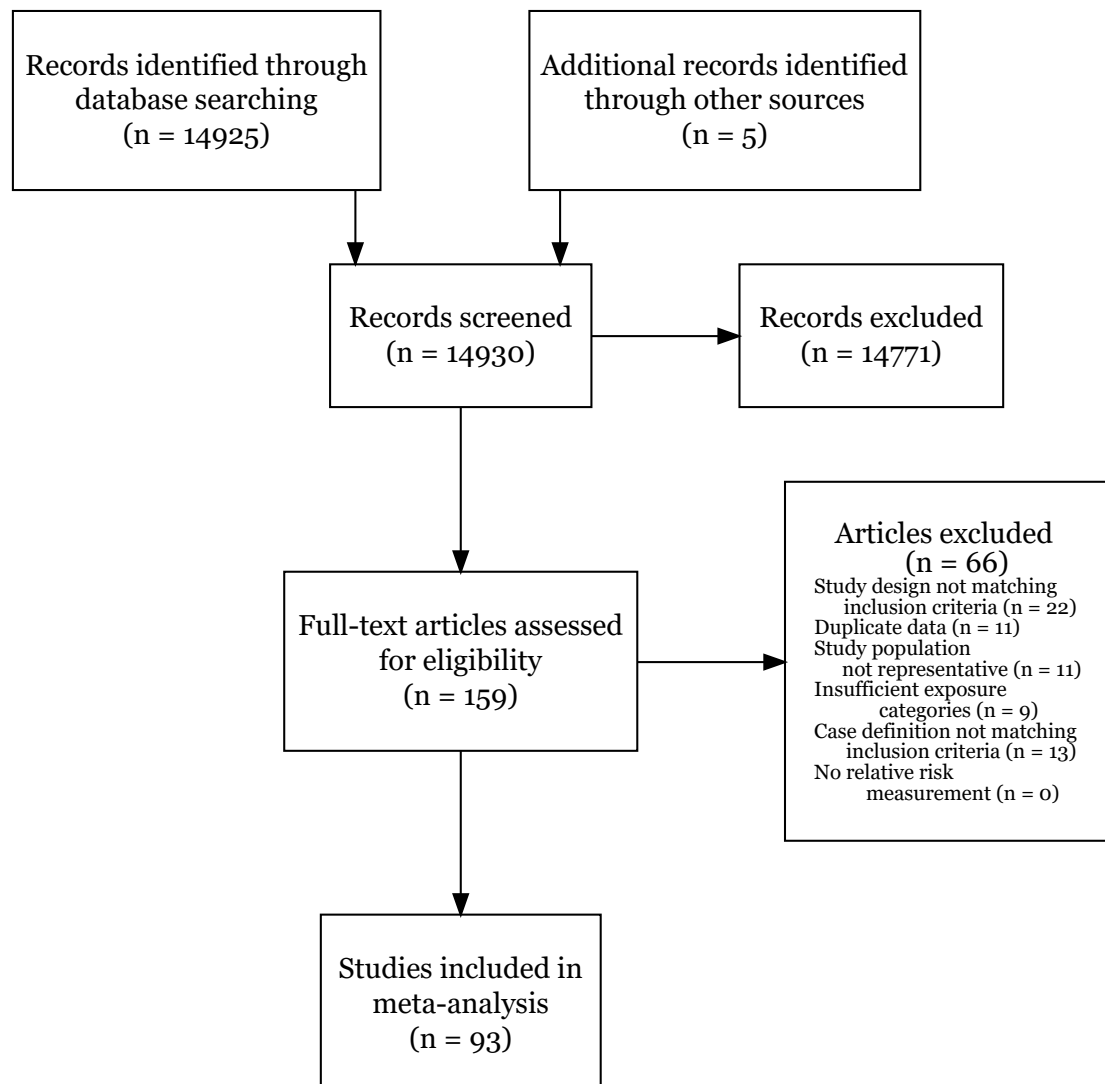 Records identified through
database searching
(n = 14925)
Additional records identified
through other sources
(n = 5)
Records screened
(n = 14930)
Records excluded
(n = 14771)
Full-text articles assessed
for eligibility
(n = 159)
Articles excluded
(n = 66)
Study design not matching
inclusion criteria (n = 22)
Duplicate data (n = 11)
Study population
not representative (n = 11)
Insufficient exposure
categories (n = 9)
Case definition not matching
inclusion criteria (n = 13)
No relative risk
measurement (n = 0)
Studies included in
meta-analysis
(n = 93)